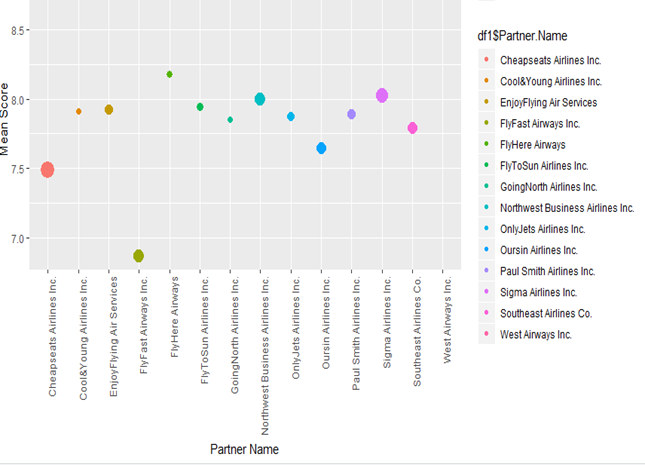 8.5
8.0
7.5
7.0
Mean Score
Cheapseats Airlines Inc.
Cool&Young Airlines Inc.
EnjoyFlying Air Services
FlyFast Airways Inc.
FlyHere Airways
FlyToSun Airlines Inc.
GoingNorth Airlines Inc.
Northwest Business Airlines Inc.
OnlyJets Airlines Inc.
Oursin Airlines Inc.
Paul Smith Airlines Inc.
Sigma Airlines Inc.
Southeast Airlines Co.
West Airways Inc.
Partner Name
df1$Partner.Name
Cheapseats Airlines Inc.
Cool&Young Airlines Inc.
EnjoyFlying Air Services
FlyFast Airways Inc.
FlyHere Airways
FlyToSun Airlines Inc.
GoingNorth Airlines Inc.
Northwest Business Airlines Inc.
OnlyJets Airlines Inc.
Oursin Airlines Inc.
Paul Smith Airlines Inc.
Sigma Airlines Inc.
Southeast Airlines Co.
West Airways Inc.